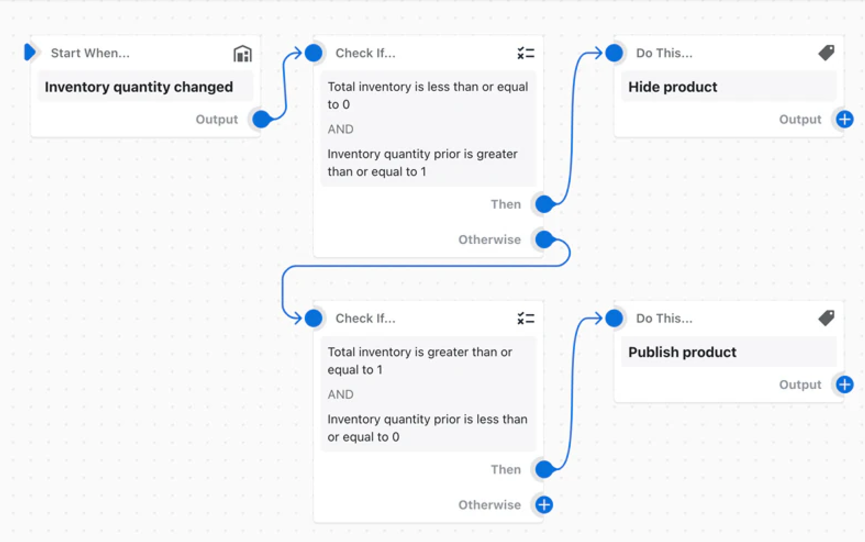 Start When...
Inventory quantity changed
Output
Check If...
Total inventory is less than or equal
to 0
AND
Inventory quantity prior is greater
than or equal to 1
Then
Otherwise
Do This...
Hide product
Output
Check If...
Total inventory is greater than or
equal to 1
AND
Inventory quantity prior is less than
or equal to 0
Then
Otherwise
Do This...
Publish product
Output